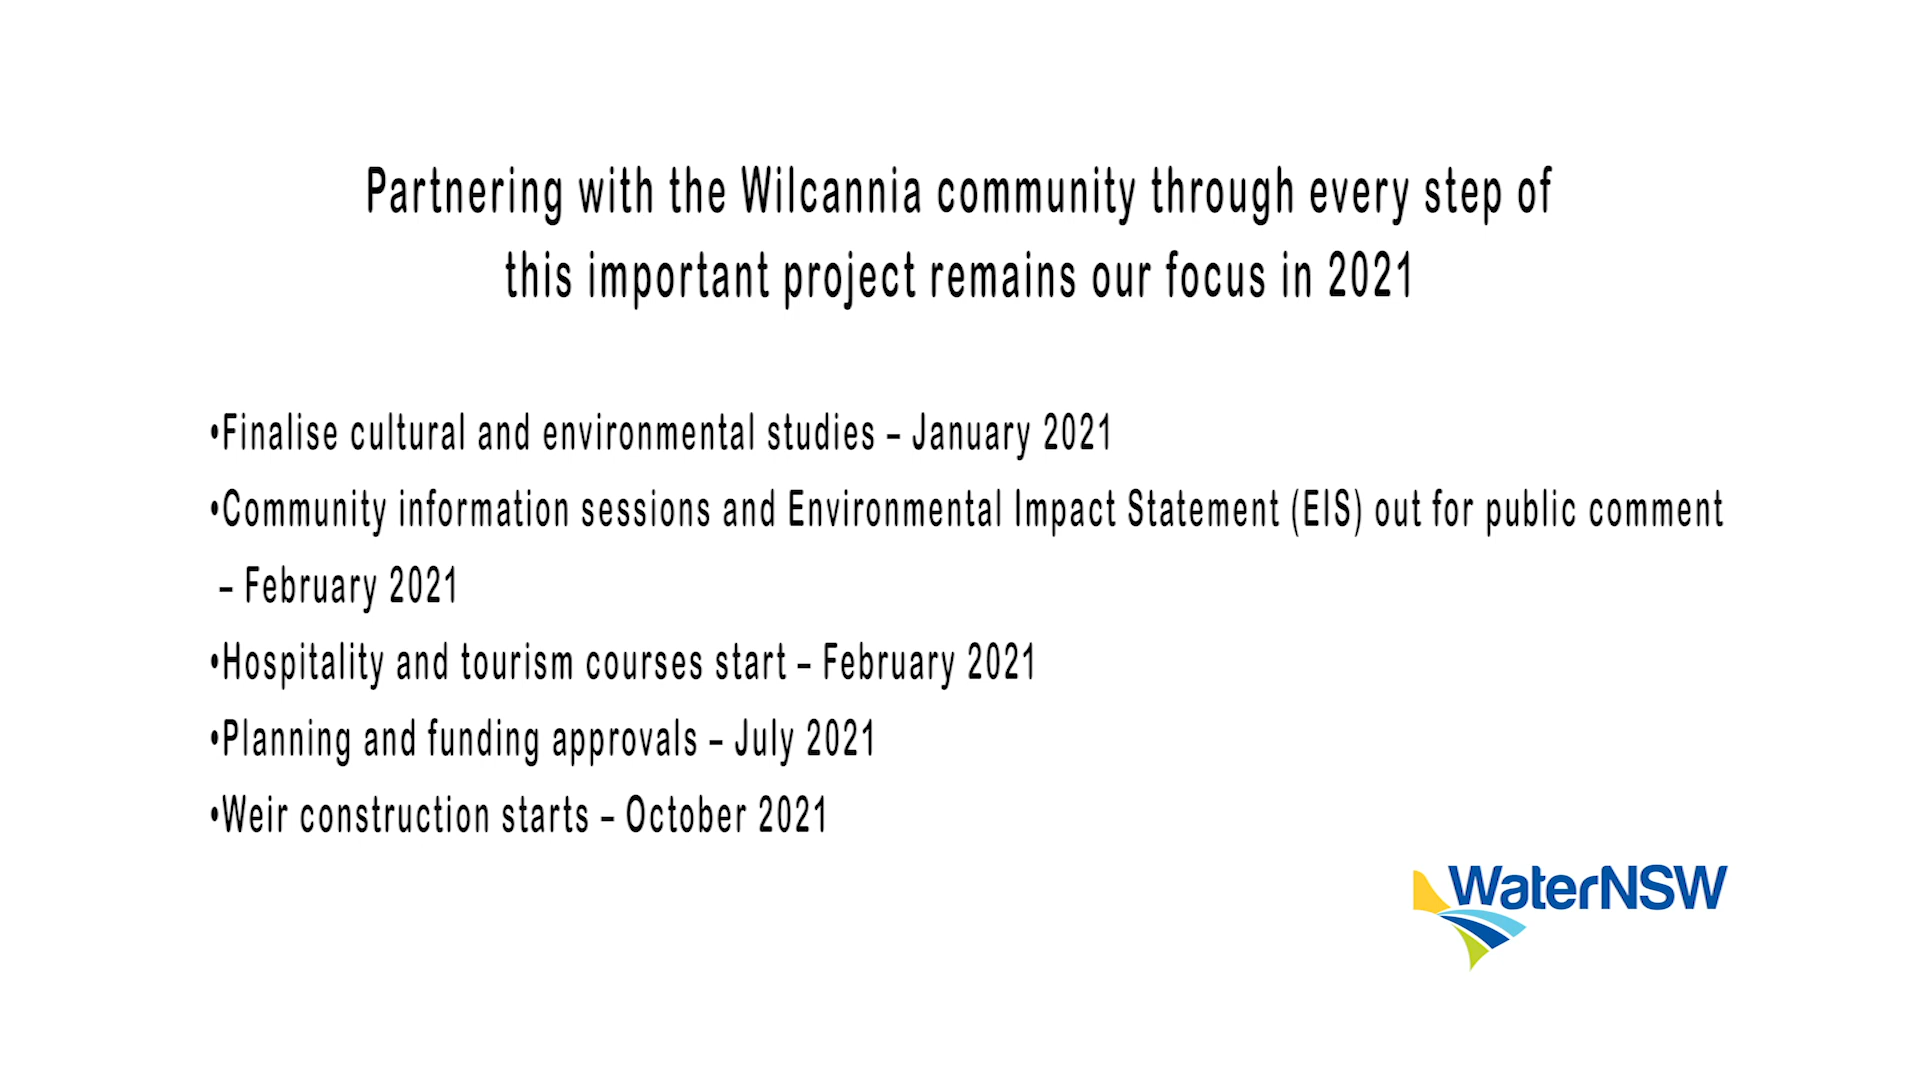 Partnering with the Wilcannia community through every step of
this important project remains our focus in 2021
•Finalise cultural and environmental studies – January 2021
•Community information sessions and Environmental Impact Statement (EIS) out for public comment
– February 2021
•Hospitality and tourism courses start – February 2021
•Planning and funding approvals – July 2021
•Weir construction starts – October 2021
WaterNSW